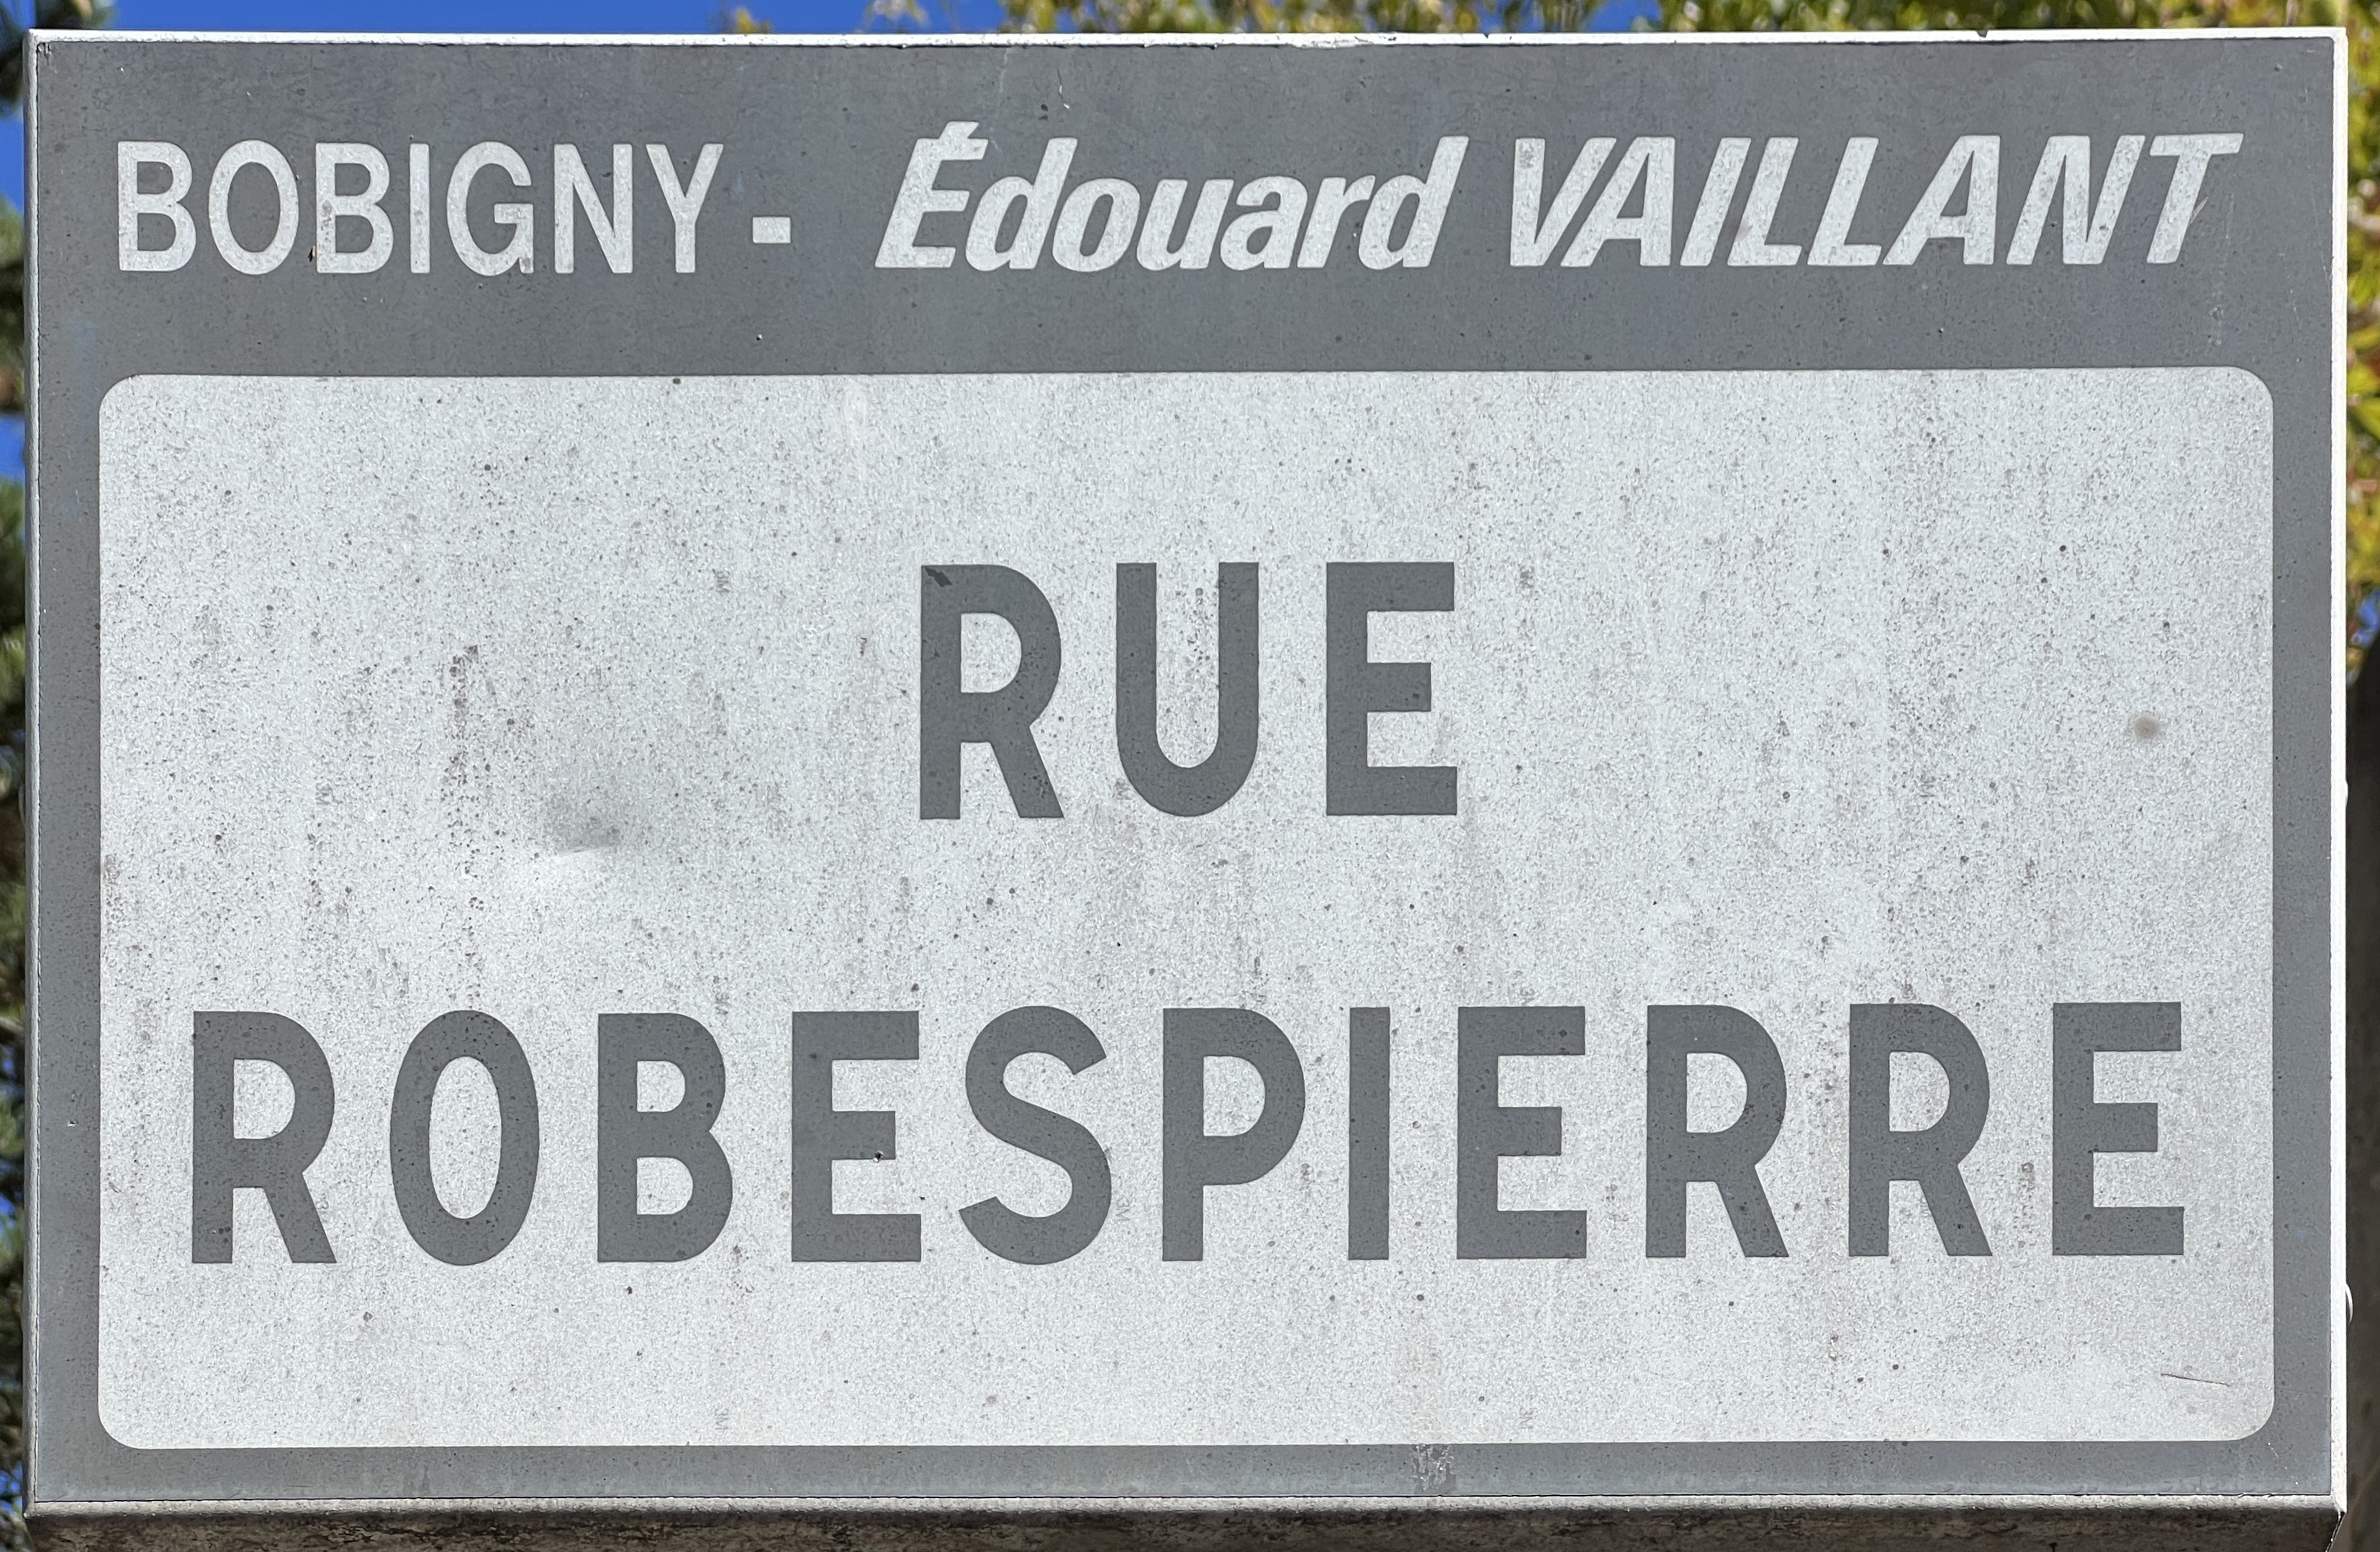 BOBIGNY - Édouard VAILLANT
RUE
ROBESPIERRE